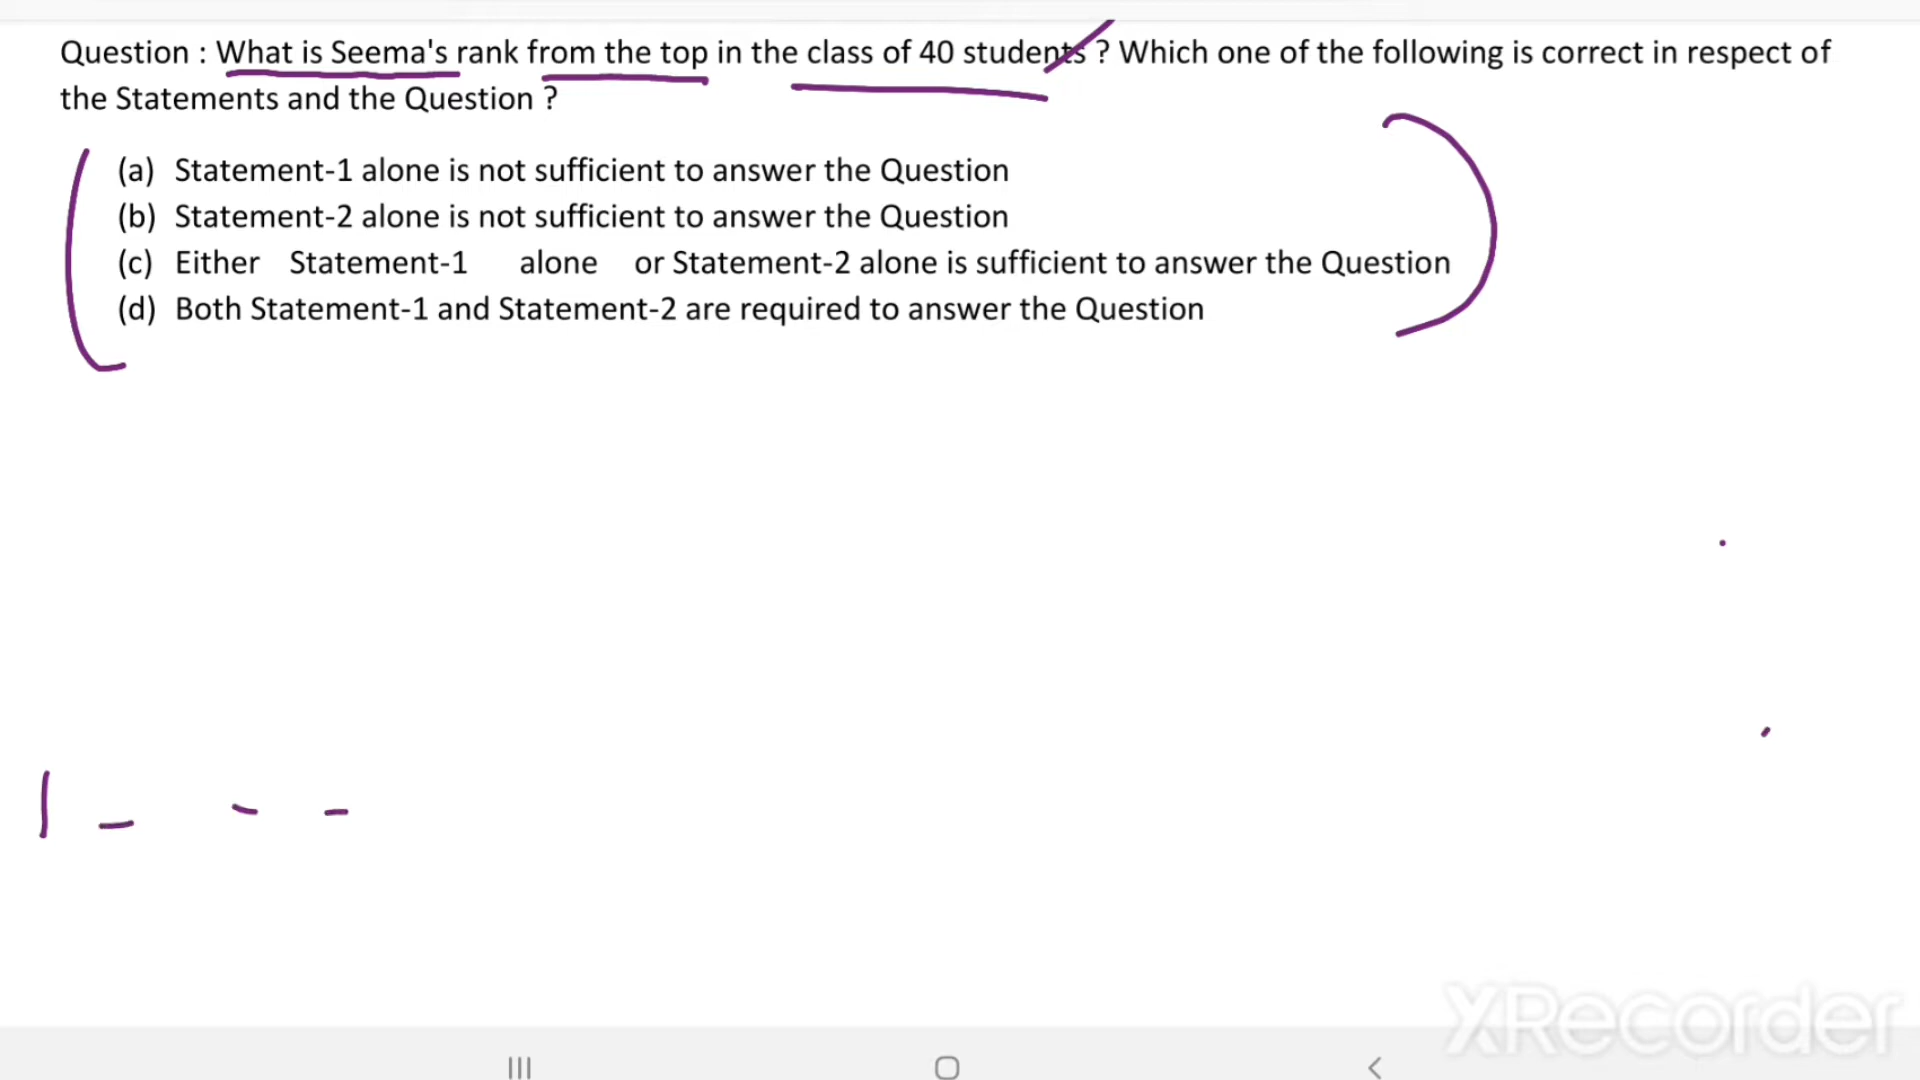 Question : What is Seema's rank from the top in the class of 40 students ? Which one of the following is correct in respect of
the Statements and the Question ?
(a) Statement-1 alone is not sufficient to answer the Question
(b) Statement-2 alone is not sufficient to answer the Question
(c) Either Statement-1 alone or Statement-2 alone is sufficient to answer the Question
(d) Both Statement-1 and Statement-2 are required to answer the Question
1 - - -
XRecorder